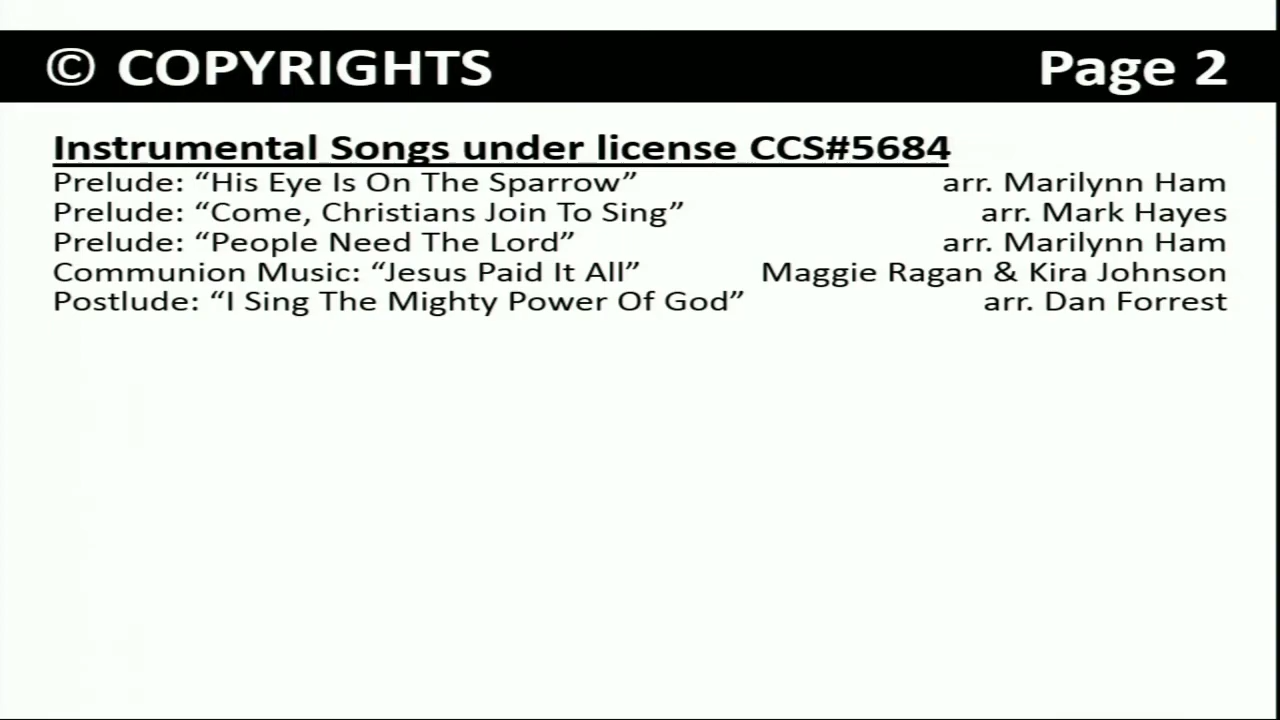 © COPYRIGHTS Page 2
Instrumental Songs under license CCS#5684
Prelude: “His Eye Is On The Sparrow” arr. Marilynn Ham
Prelude: “Come, Christians Join To Sing” arr. Mark Hayes
Prelude: “People Need The Lord” arr. Marilynn Ham
Communion Music: “Jesus Paid It All” Maggie Ragan & Kira Johnson
Postlude: “I Sing The Mighty Power Of God” arr. Dan Forrest